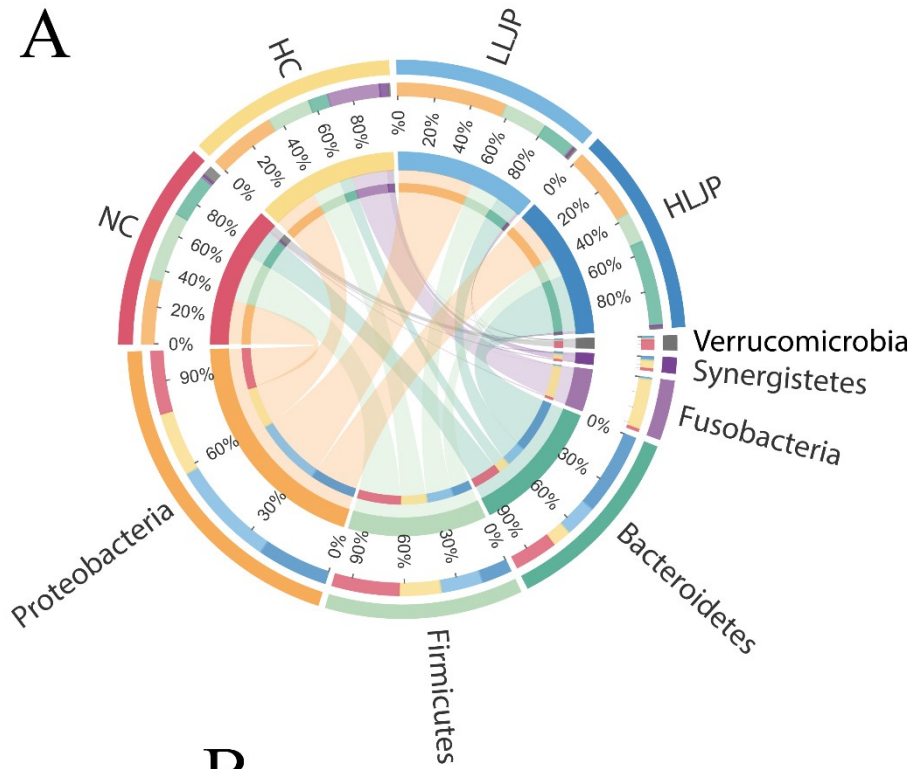 A
HC
LLJP
HLJP
NC
0%
20%
40%
60%
80%
0%
20%
40%
60%
80%
0%
20%
40%
60%
80%
0%
20%
40%
60%
80%
Verrucomicrobia
Synergistetes
Fusobacteria
0%
30%
60%
90%
Bacteroidetes
0%
30%
60%
90%
Firmicutes
0%
30%
60%
90%
Proteobacteria
B